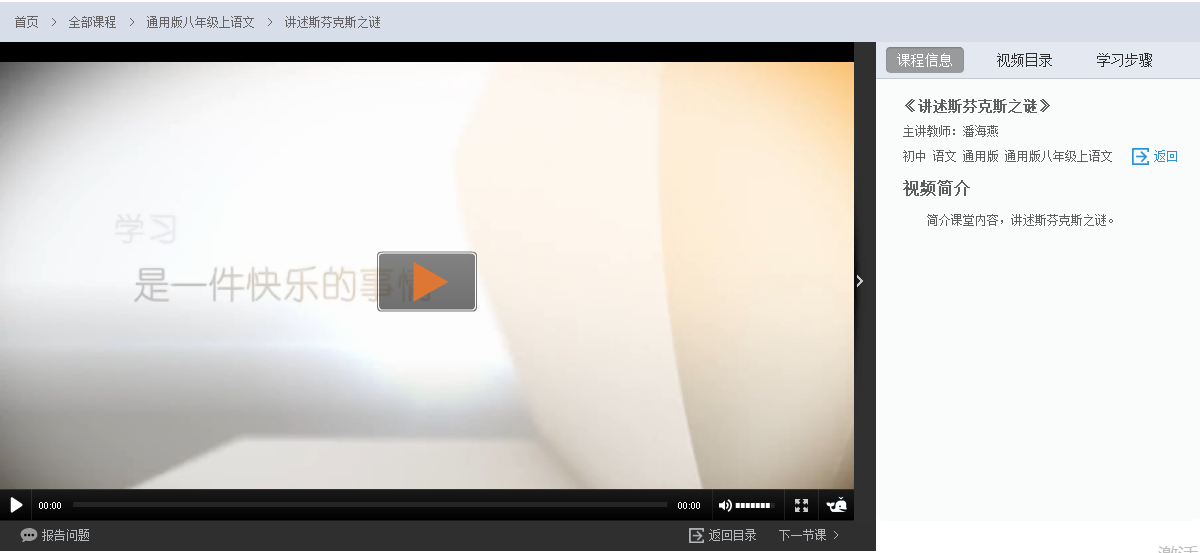 首页 > 全部课程 > 通用版八年级上语文 > 讲述斯芬克斯之谜
课程信息 视频目录 学习步骤
《讲述斯芬克斯之谜》
主讲教师：潘海燕
初中 语文 通用版 通用版八年级上语文 返回
视频简介
简介课堂内容，讲述斯芬克斯之谜。
学习
是一件快乐的事情
00:00 00:00
报告问题 返回目录 下一节课 >
激活